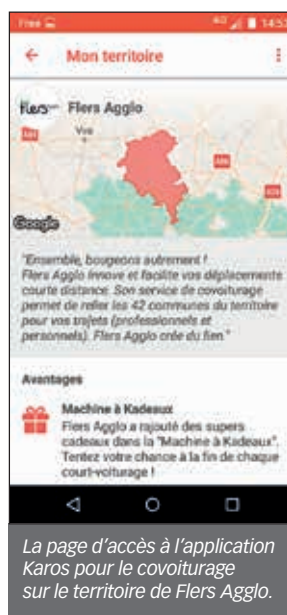 Free
4G 14:53
Mon territoire
flers Flers Agglo
Vire
Google
"Ensemble, bougeons autrement !
Flers Agglo innove et facilite vos déplacements
courte distance. Son service de covoiturage
permet de relier les 42 communes du territoire
pour vos trajets (professionnels et
personnels). Flers Agglo crée du lien."
Avantages
Machine à Kadeaux
Flers Agglo a rajouté des supers
cadeaux dans la "Machine à Kadeaux".
Tentez votre chance à la fin de chaque
court-voiturage !
La page d'accès à l'application
Karos pour le covoiturage
sur le territoire de Flers Agglo.